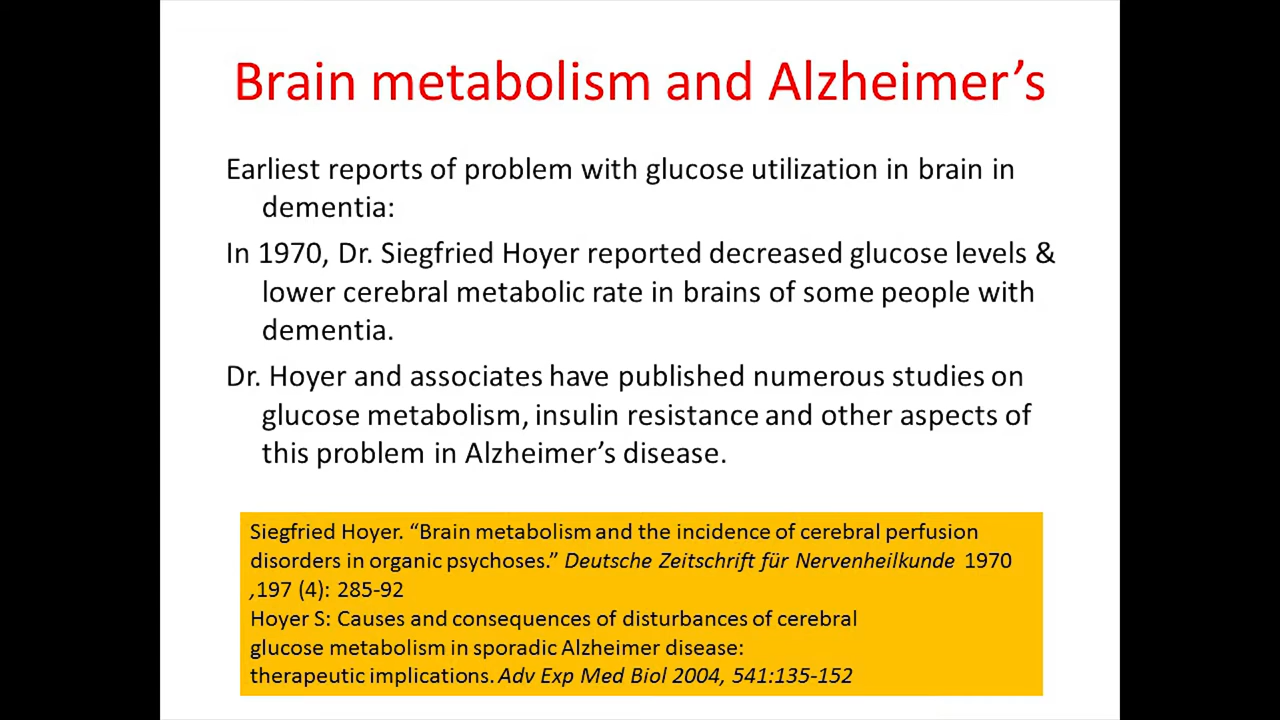 Brain metabolism and Alzheimer’s
Earliest reports of problem with glucose utilization in brain in
dementia:
In 1970, Dr. Siegfried Hoyer reported decreased glucose levels &
lower cerebral metabolic rate in brains of some people with
dementia.
Dr. Hoyer and associates have published numerous studies on
glucose metabolism, insulin resistance and other aspects of
this problem in Alzheimer’s disease.
Siegfried Hoyer. “Brain metabolism and the incidence of cerebral perfusion
disorders in organic psychoses.” Deutsche Zeitschrift für Nervenheilkunde 1970
,197 (4): 285-92
Hoyer S: Causes and consequences of disturbances of cerebral
glucose metabolism in sporadic Alzheimer disease:
therapeutic implications. Adv Exp Med Biol 2004, 541:135-152